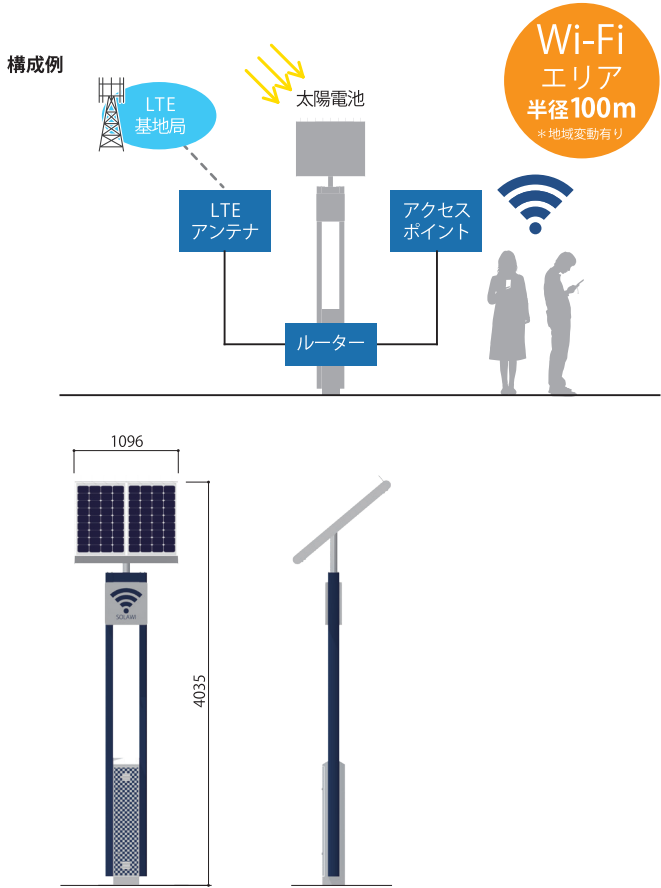 構成例
Wi-Fi
エリア
半径100m
＊地域変動有り
LTE
基地局
太陽電池
LTE
アンテナ
アクセス
ポイント
ルーター
1096
4035
SOLAWI